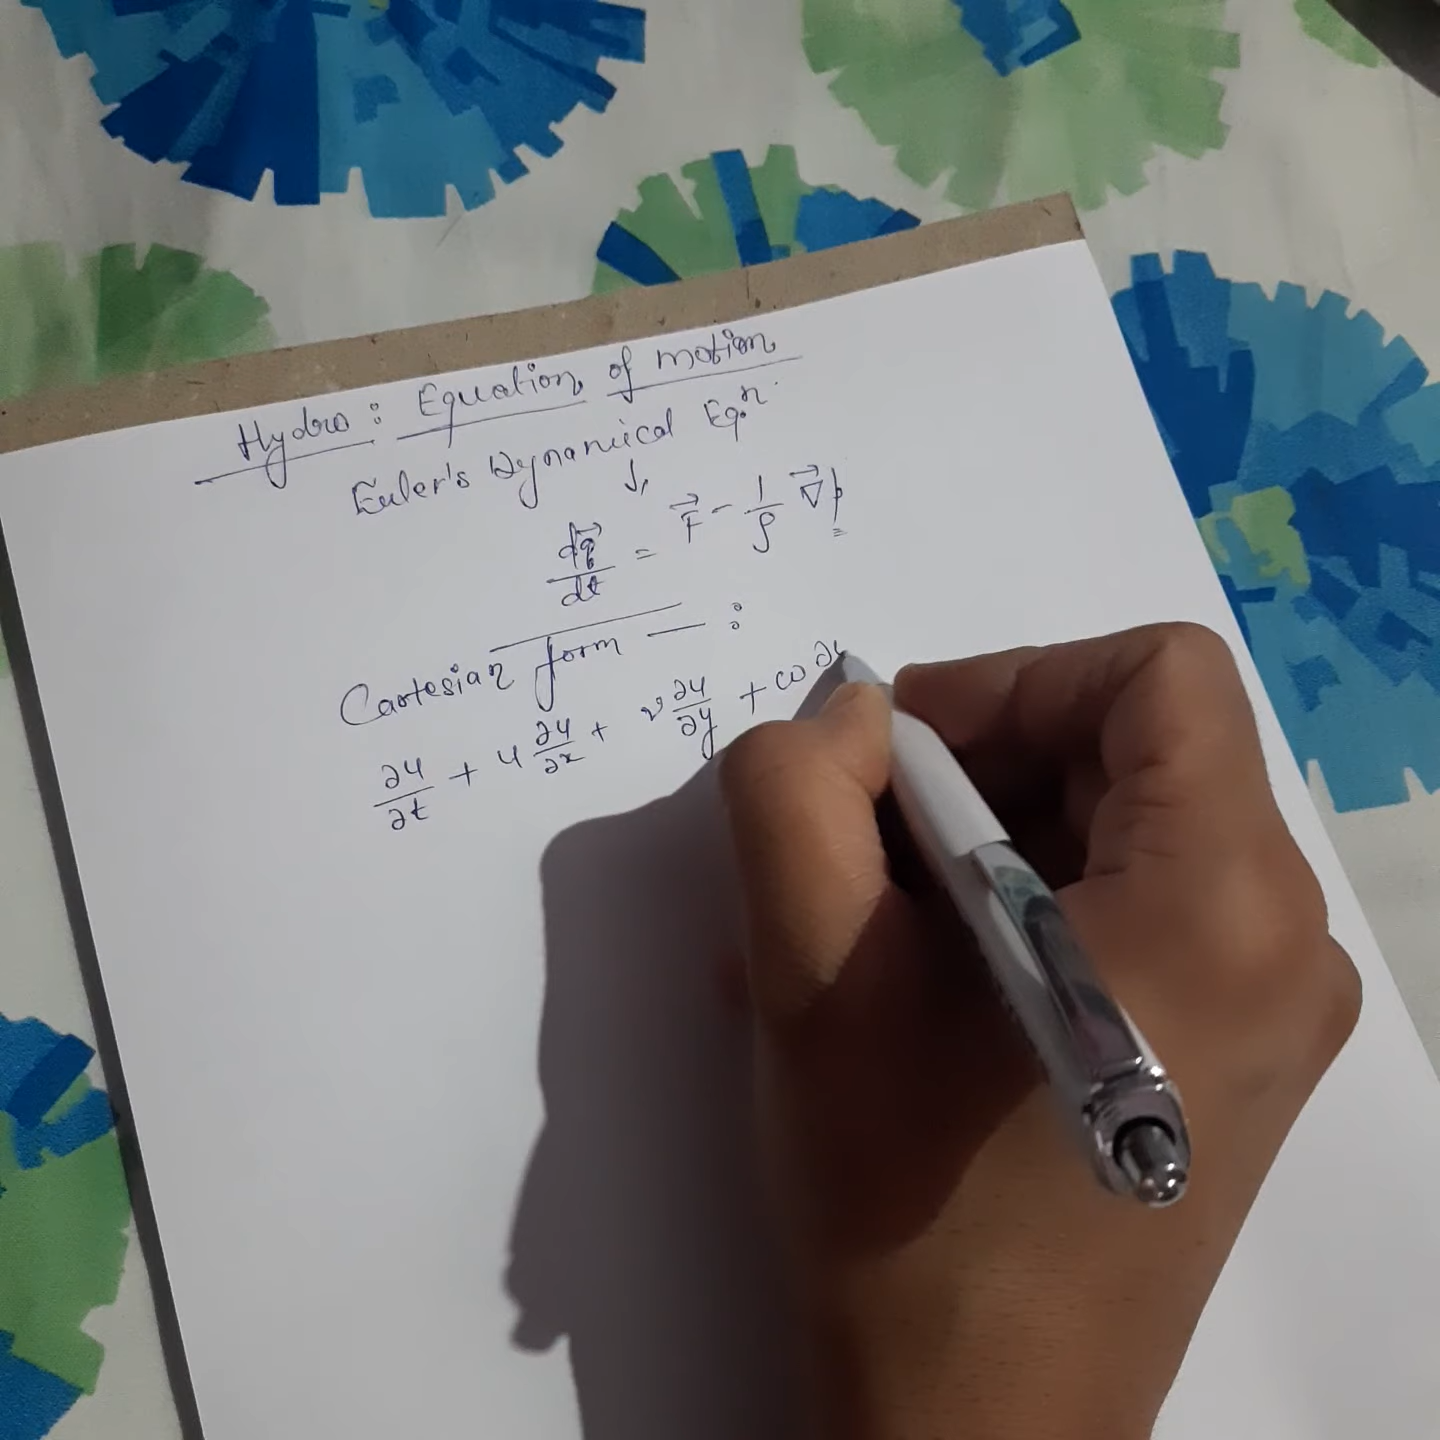 Hydro : Equation of motion
Euler's Dynamical Eqⁿ.
↓,
dq⃗/dt = F⃗ - 1/ρ ∇⃗p
Cartesian form — :
∂u/∂t + u ∂u/∂x + v ∂u/∂y + ω ∂u